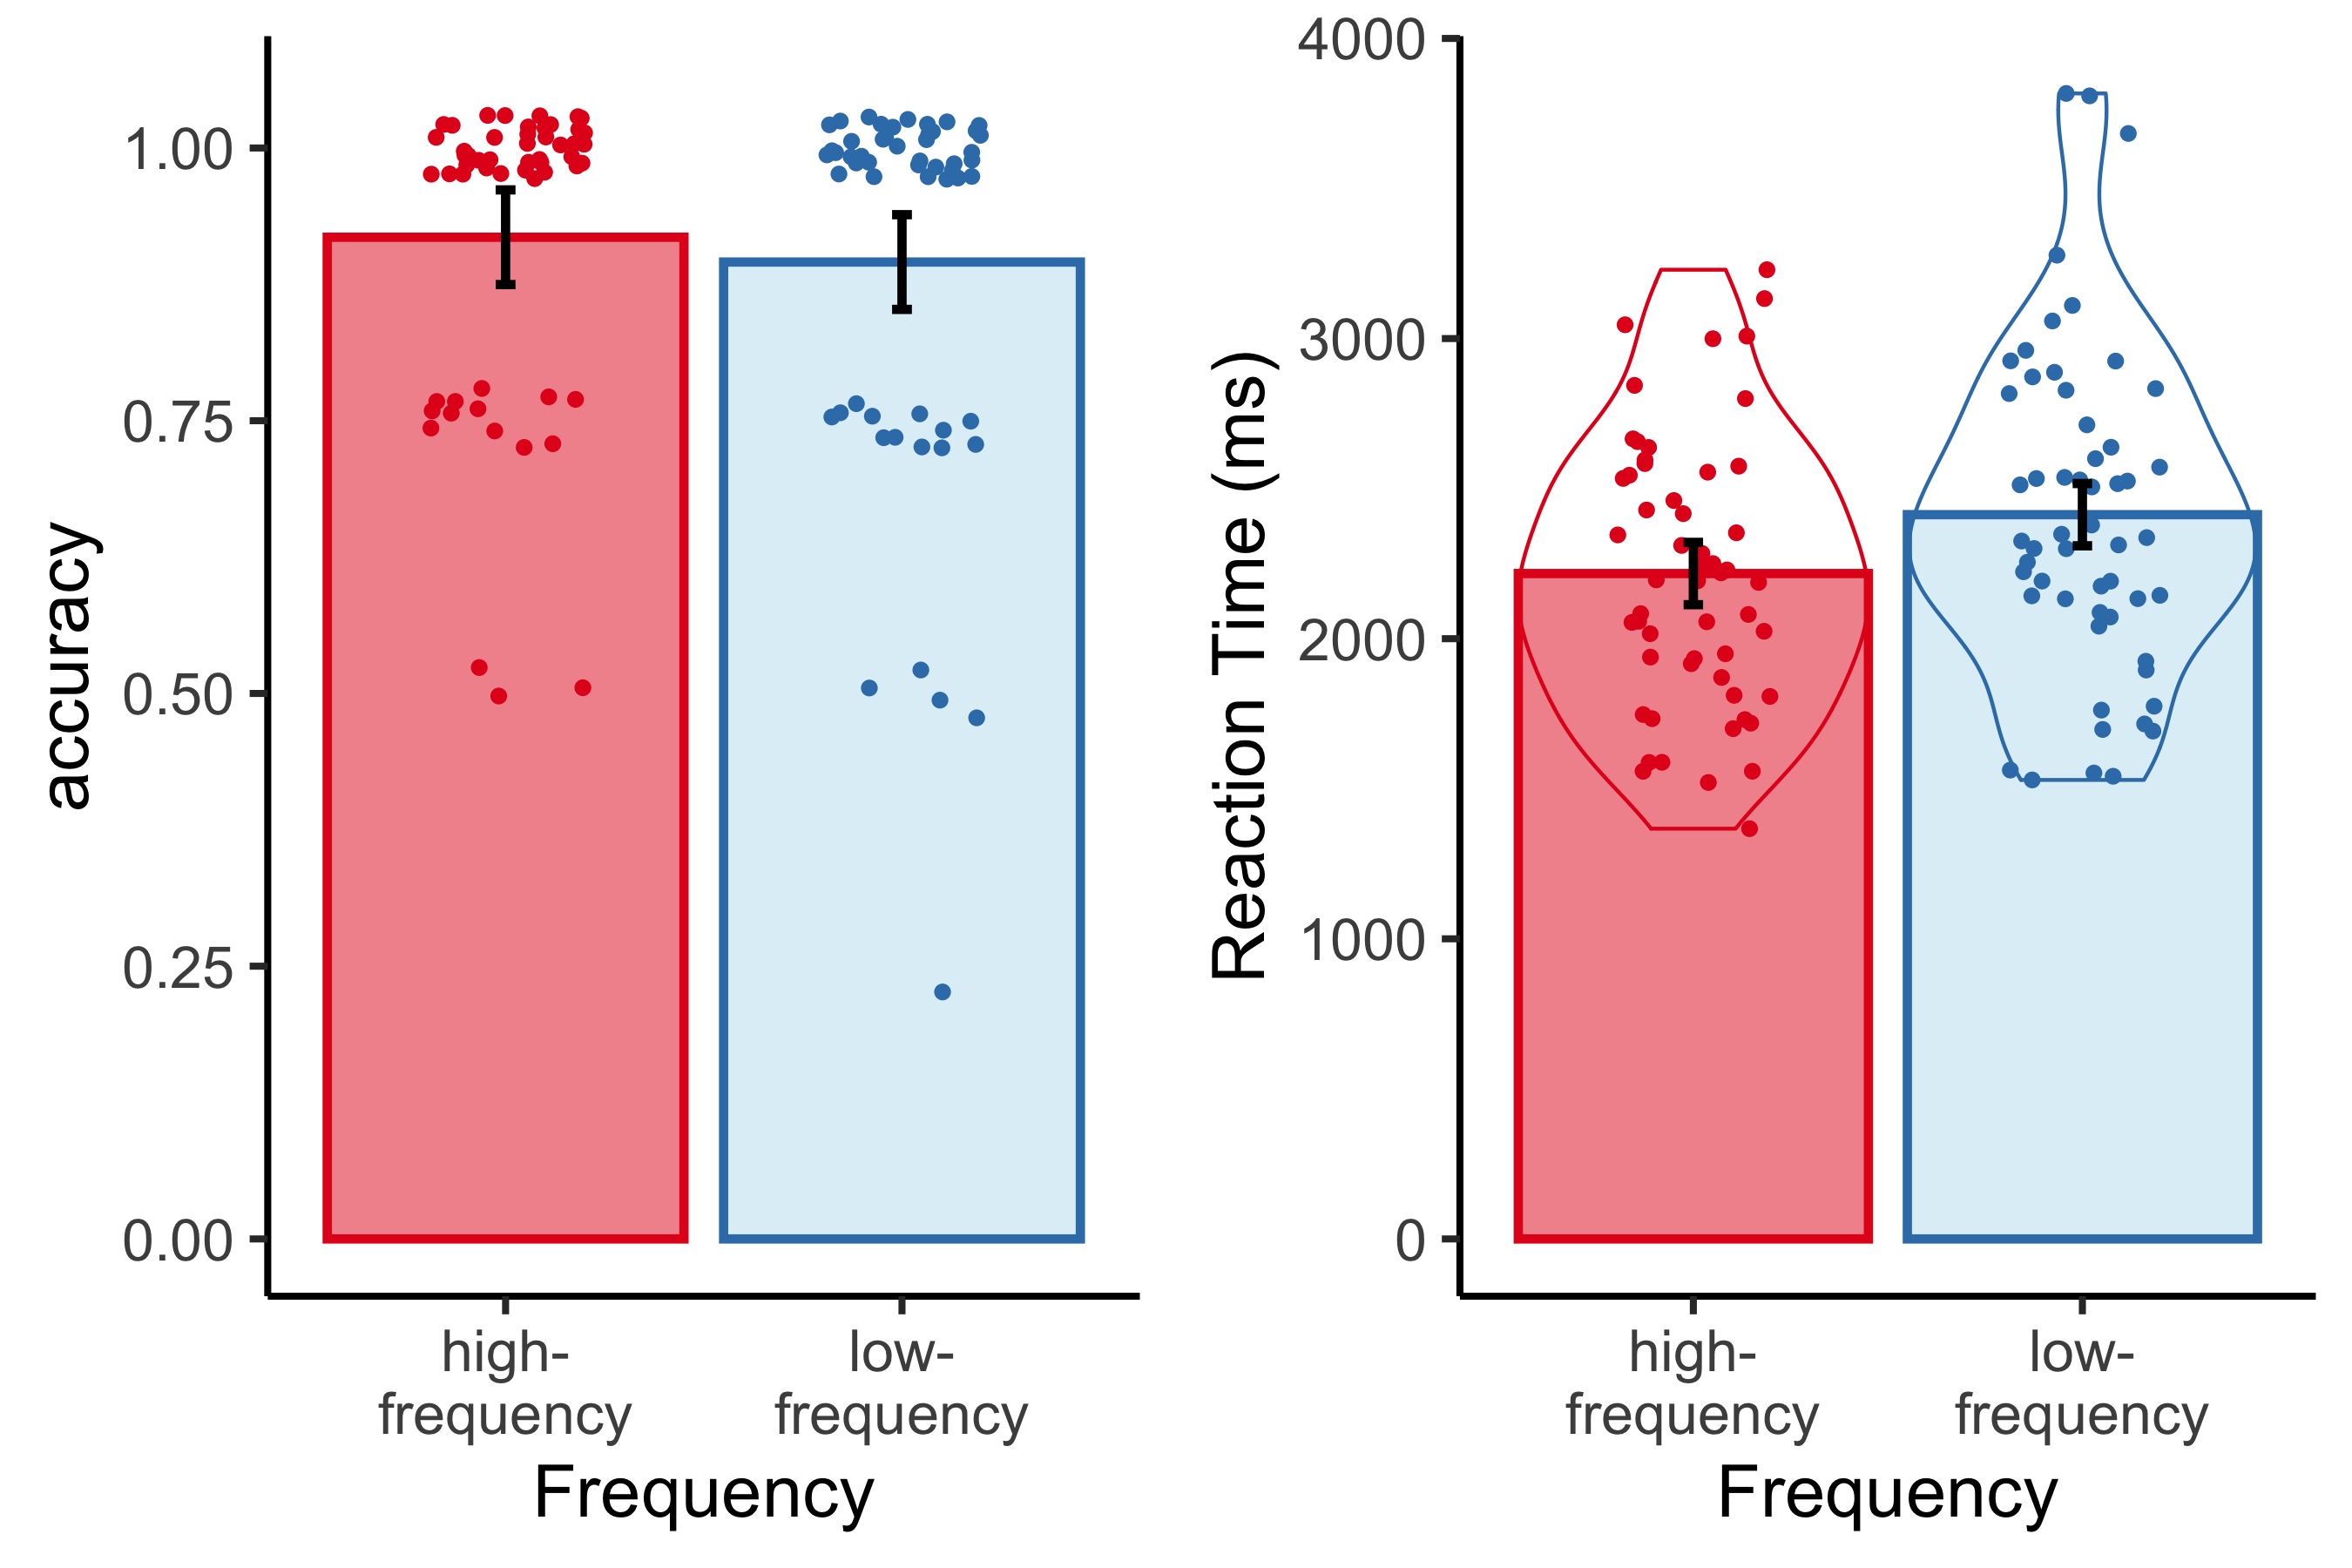 accuracy
1.00
0.75
0.50
0.25
0.00
high-
frequency
low-
frequency
Frequency
Reaction Time (ms)
4000
3000
2000
1000
0
high-
frequency
low-
frequency
Frequency